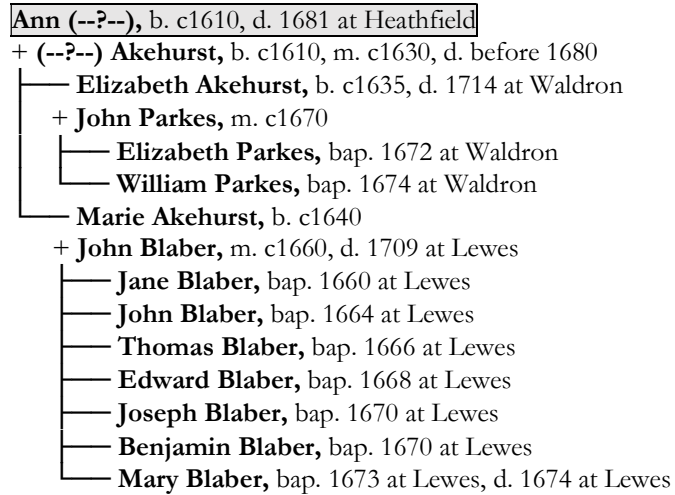 Ann (--?--), b. c1610, d. 1681 at Heathfield
+ (--?--) Akehurst, b. c1610, m. c1630, d. before 1680
Elizabeth Akehurst, b. c1635, d. 1714 at Waldron
+ John Parkes, m. c1670
Elizabeth Parkes, bap. 1672 at Waldron
William Parkes, bap. 1674 at Waldron
Marie Akehurst, b. c1640
+ John Blaber, m. c1660, d. 1709 at Lewes
Jane Blaber, bap. 1660 at Lewes
John Blaber, bap. 1664 at Lewes
Thomas Blaber, bap. 1666 at Lewes
Edward Blaber, bap. 1668 at Lewes
Joseph Blaber, bap. 1670 at Lewes
Benjamin Blaber, bap. 1670 at Lewes
Mary Blaber, bap. 1673 at Lewes, d. 1674 at Lewes